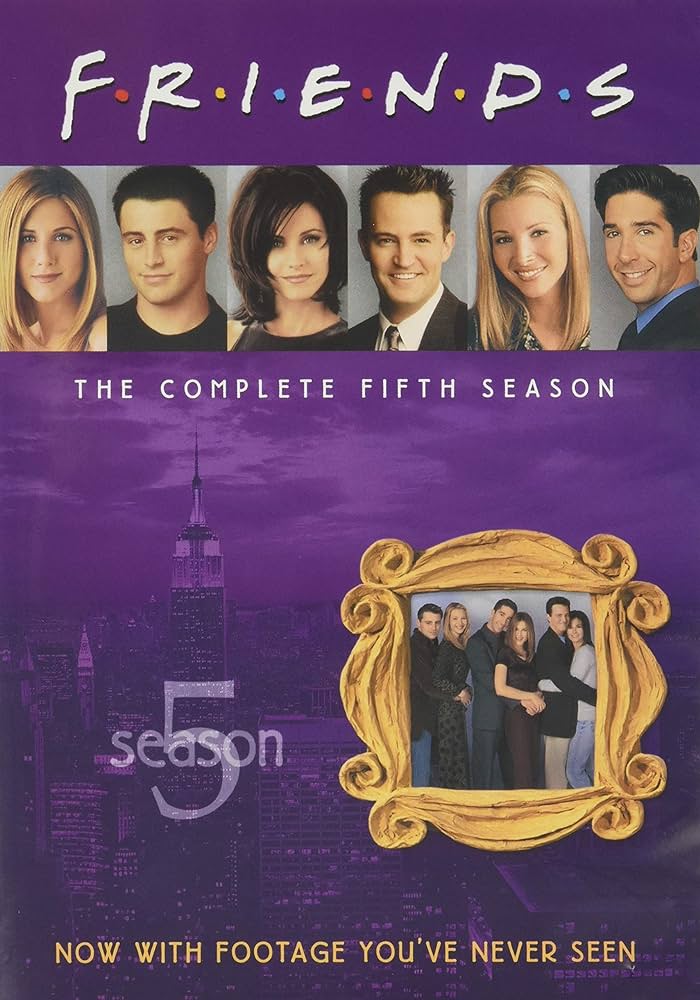 F·R·I·E·N·D·S
THE COMPLETE FIFTH SEASON
season 5
NOW WITH FOOTAGE YOU'VE NEVER SEEN